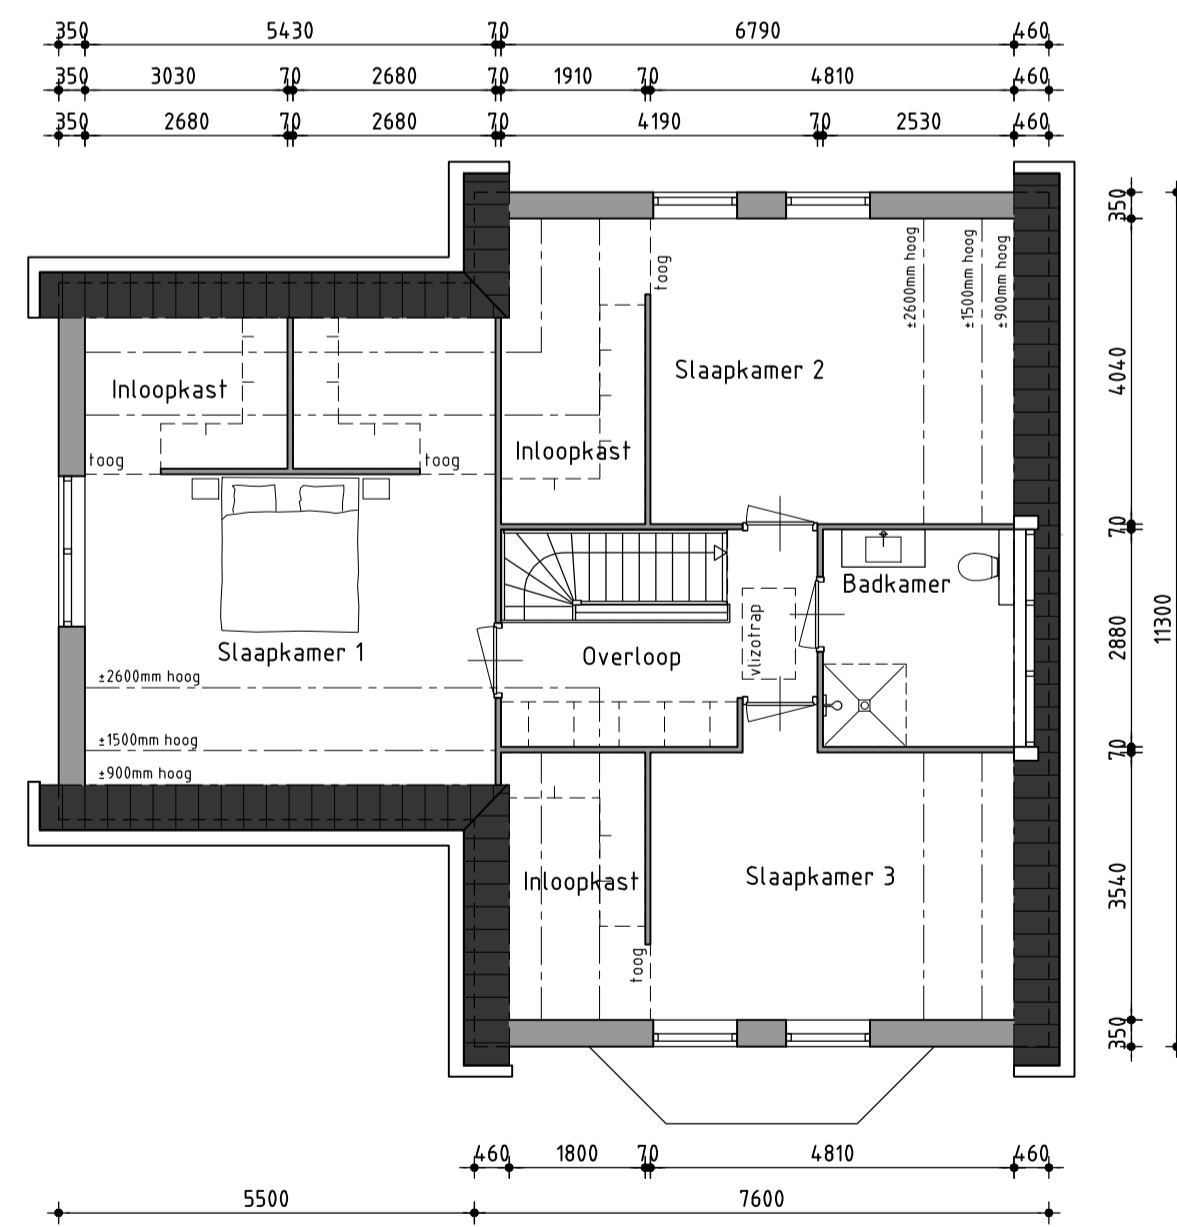 350 5430 70 6790 460
350 3030 70 2680 70 1910 70 4810 460
350 2680 70 2680 70 4190 70 2530 460
350
toog
±2600mm hoog
±1500mm hoog
±900mm hoog
Slaapkamer 2
4040
Inloopkast
Inloopkast
toog
toog
70
Badkamer
vlizotrap
Slaapkamer 1
Overloop
2880
11300
±2600mm hoog
±1500mm hoog
±900mm hoog
70
Inloopkast
Slaapkamer 3
3540
toog
350
460 1800 70 4810 460
5500 7600